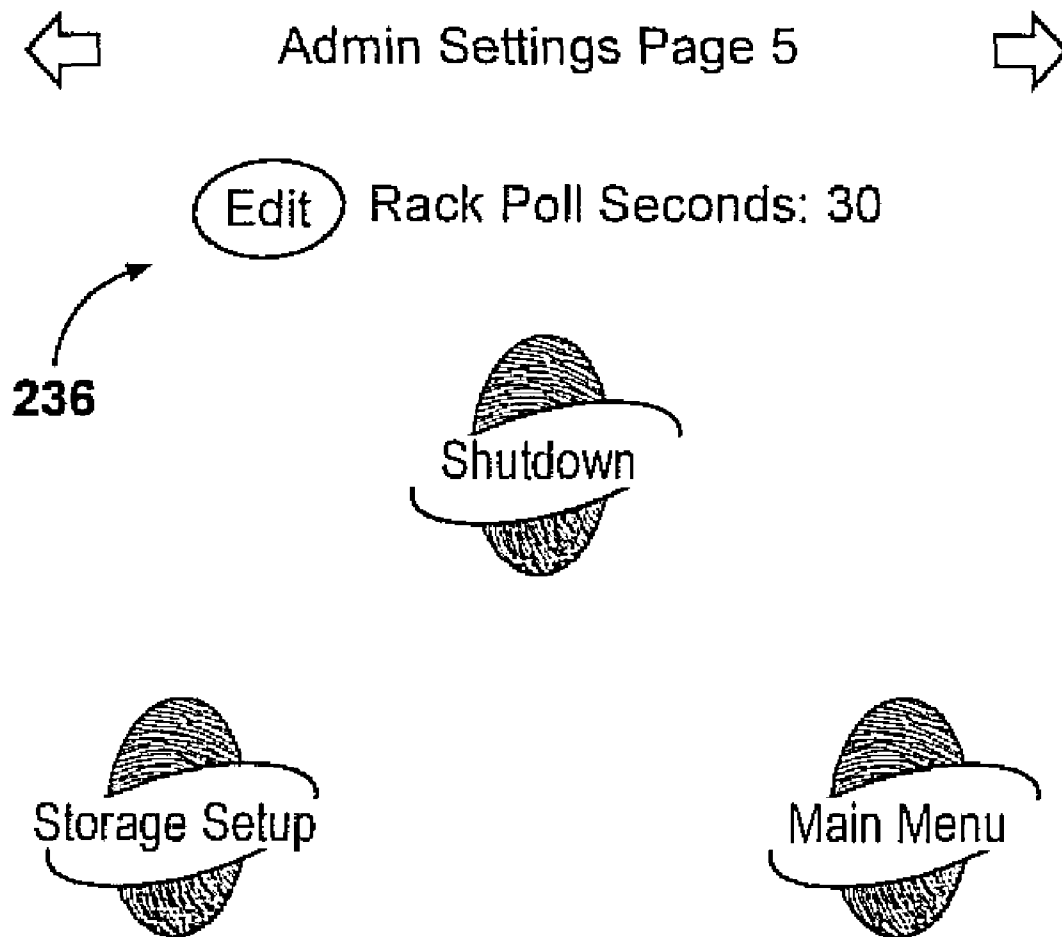 Admin Settings Page 5
Edit Rack Poll Seconds: 30
236
Shutdown
Storage Setup
Main Menu